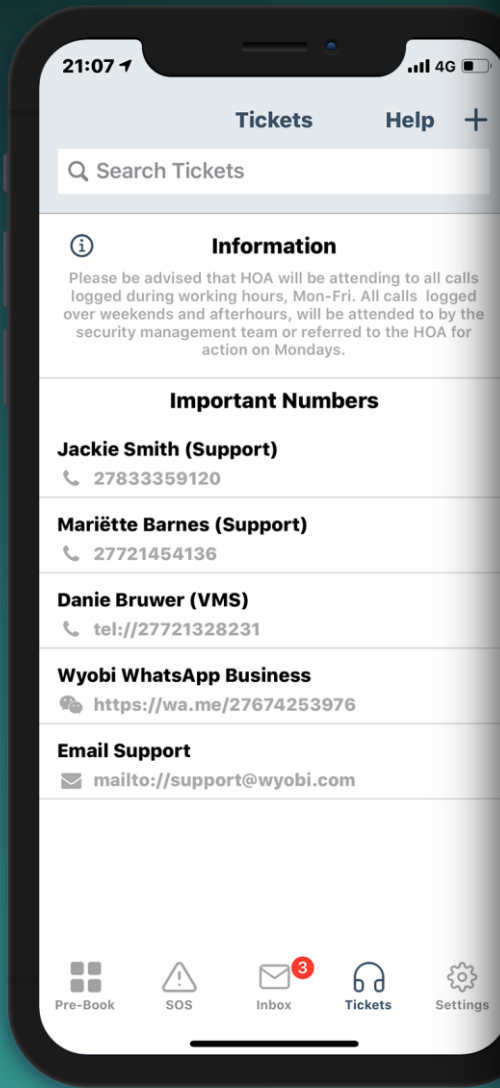 21:07
4G
Tickets
Help
+
Search Tickets
Information
Please be advised that HOA will be attending to all calls
logged during working hours, Mon-Fri. All calls logged
over weekends and afterhours, will be attended to by the
security management team or referred to the HOA for
action on Mondays.
Important Numbers
Jackie Smith (Support)
27833359120
Mariëtte Barnes (Support)
27721454136
Danie Bruwer (VMS)
tel://27721328231
Wyobi WhatsApp Business
https://wa.me/27674253976
Email Support
mailto://support@wyobi.com
3
Pre-Book
SOS
Inbox
Tickets
Settings